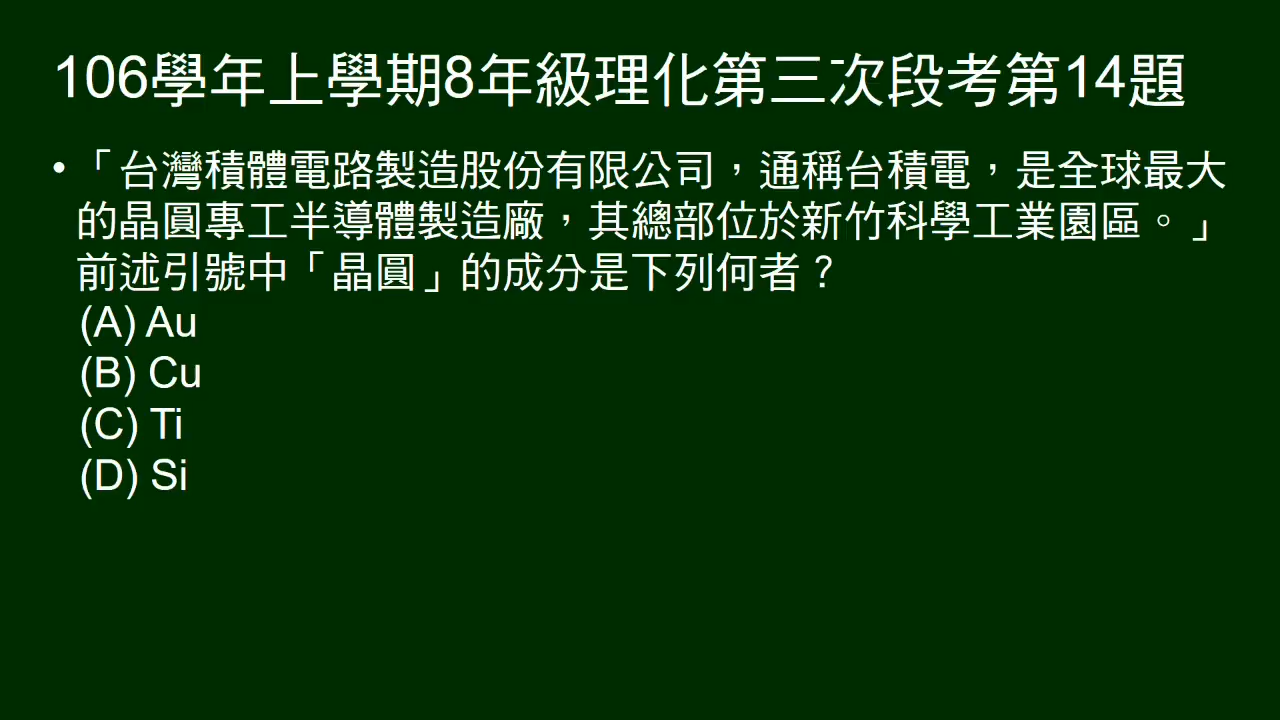 106學年上學期8年級理化第三次段考第14題
•「台灣積體電路製造股份有限公司，通稱台積電，是全球最大
的晶圓專工半導體製造廠，其總部位於新竹科學工業園區。」
前述引號中「晶圓」的成分是下列何者？
(A) Au
(B) Cu
(C) Ti
(D) Si